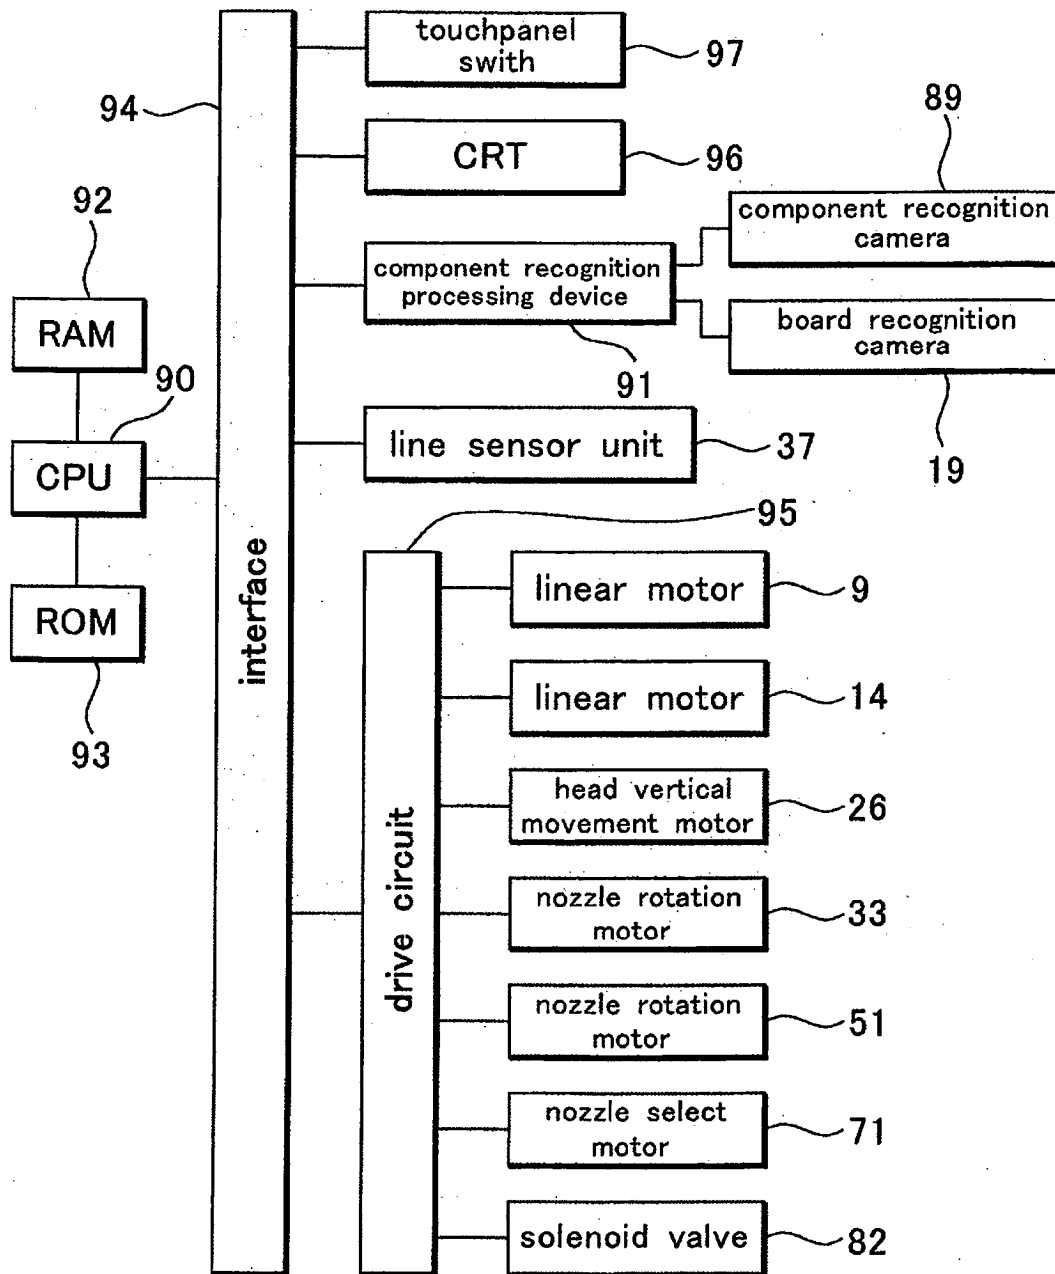 touchpanel
swith
97
94
89
CRT
96
component recognition
camera
92
component recognition
processing device
RAM
board recognition
camera
90
91
CPU
line sensor unit
37
19
95
interface
linear motor
9
ROM
linear motor
14
93
head vertical
movement motor
26
drive circuit
nozzle rotation
motor
33
nozzle rotation
motor
51
nozzle select
motor
71
solenoid valve
82